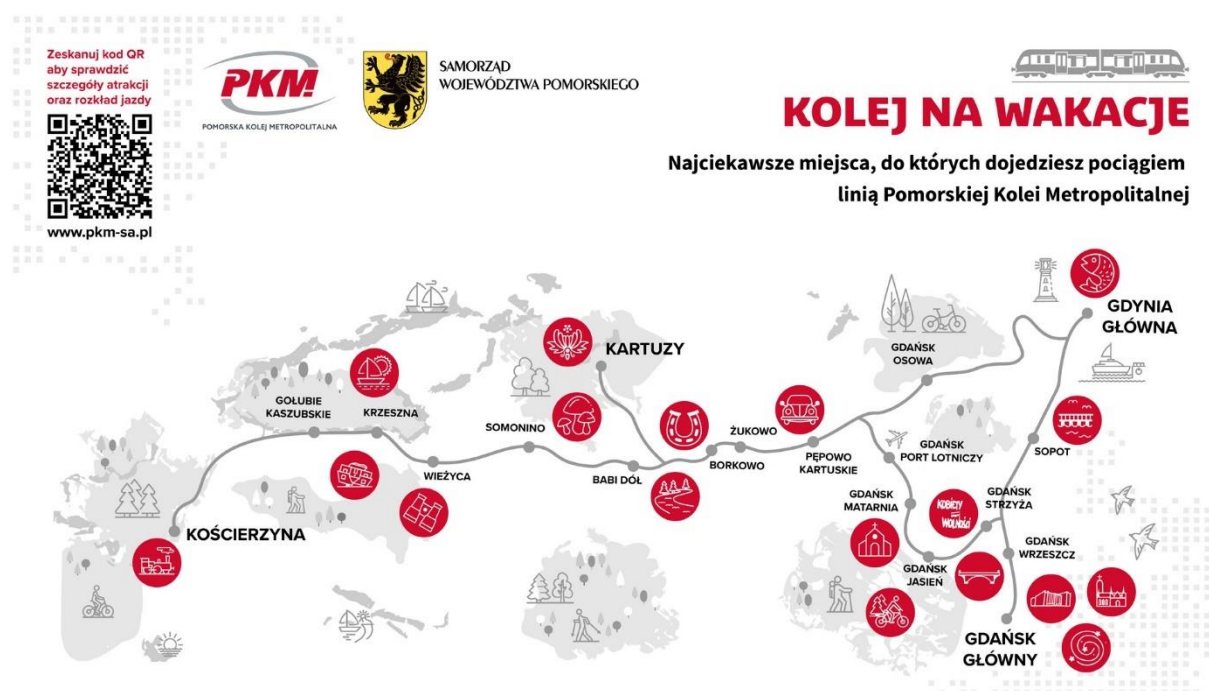 Zeskanuj kod QR
aby sprawdzić
szczegóły atrakcji
oraz rozkład jazdy
www.pkm-sa.pl
PKM
POMORSKA KOLEJ METROPOLITALNA
SAMORZĄD
WOJEWÓDZTWA POMORSKIEGO
KOLEJ NA WAKACJE
Najciekawsze miejsca, do których dojedziesz pociągiem
linią Pomorskiej Kolei Metropolitalnej
GDYNIA
GŁÓWNA
GDAŃSK
OSOWA
KARTUZY
GOŁUBIE
KASZUBSKIE
KRZESZNA
SOMONINO
WIEŻYCA
BABI DÓŁ
BORKOWO
ŻUKOWO
PĘPOWO
KARTUSKIE
GDAŃSK
PORT LOTNICZY
SOPOT
KOŚCIERZYNA
GDAŃSK
MATARNIA
KOBIETY
WOLNOŚCI
GDAŃSK
STRZYŻA
GDAŃSK
JASIEŃ
GDAŃSK
WRZESZCZ
GDAŃSK
GŁÓWNY